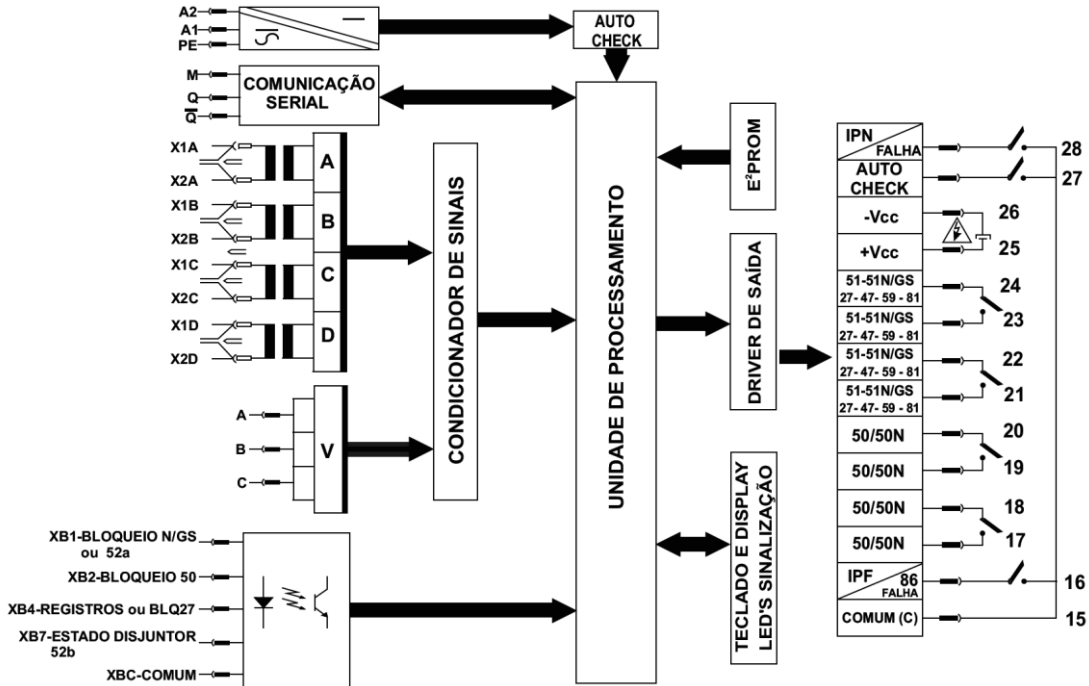 A2
A1
PE
AUTO
CHECK
M
Q
Q̅
COMUNICAÇÃO
SERIAL
X1A
X2A
X1B
X2B
X1C
X2C
X1D
X2D
A
B
C
D
A
B
C
V
CONDICIONADOR DE SINAIS
XB1-BLOQUEIO N/GS
ou 52a
XB2-BLOQUEIO 50
XB4-REGISTROS ou BLQ27
XB7-ESTADO DISJUNTOR
52b
XBC-COMUM
UNIDADE DE PROCESSAMENTO
E²PROM
DRIVER DE SAÍDA
TECLADO E DISPLAY
LED'S SINALIZAÇÃO
IPN
FALHA
28
AUTO
CHECK
27
-Vcc
26
+Vcc
25
51-51N/GS
27- 47- 59 - 81
24
51-51N/GS
27- 47- 59 - 81
23
51-51N/GS
27- 47- 59 - 81
22
51-51N/GS
27- 47- 59 - 81
21
50/50N
20
50/50N
19
50/50N
18
50/50N
17
IPF
86
FALHA
16
COMUM (C)
15